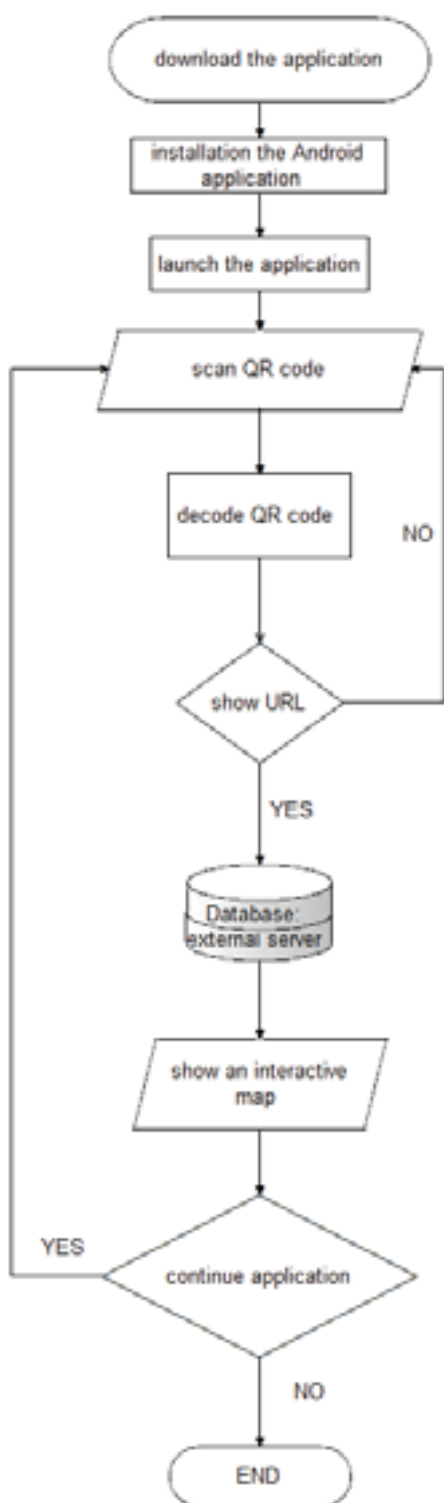 download the application
installation the Android
application
launch the application
scan QR code
decode QR code
NO
show URL
YES
Database:
external server
show an interactive
map
YES
continue application
NO
END